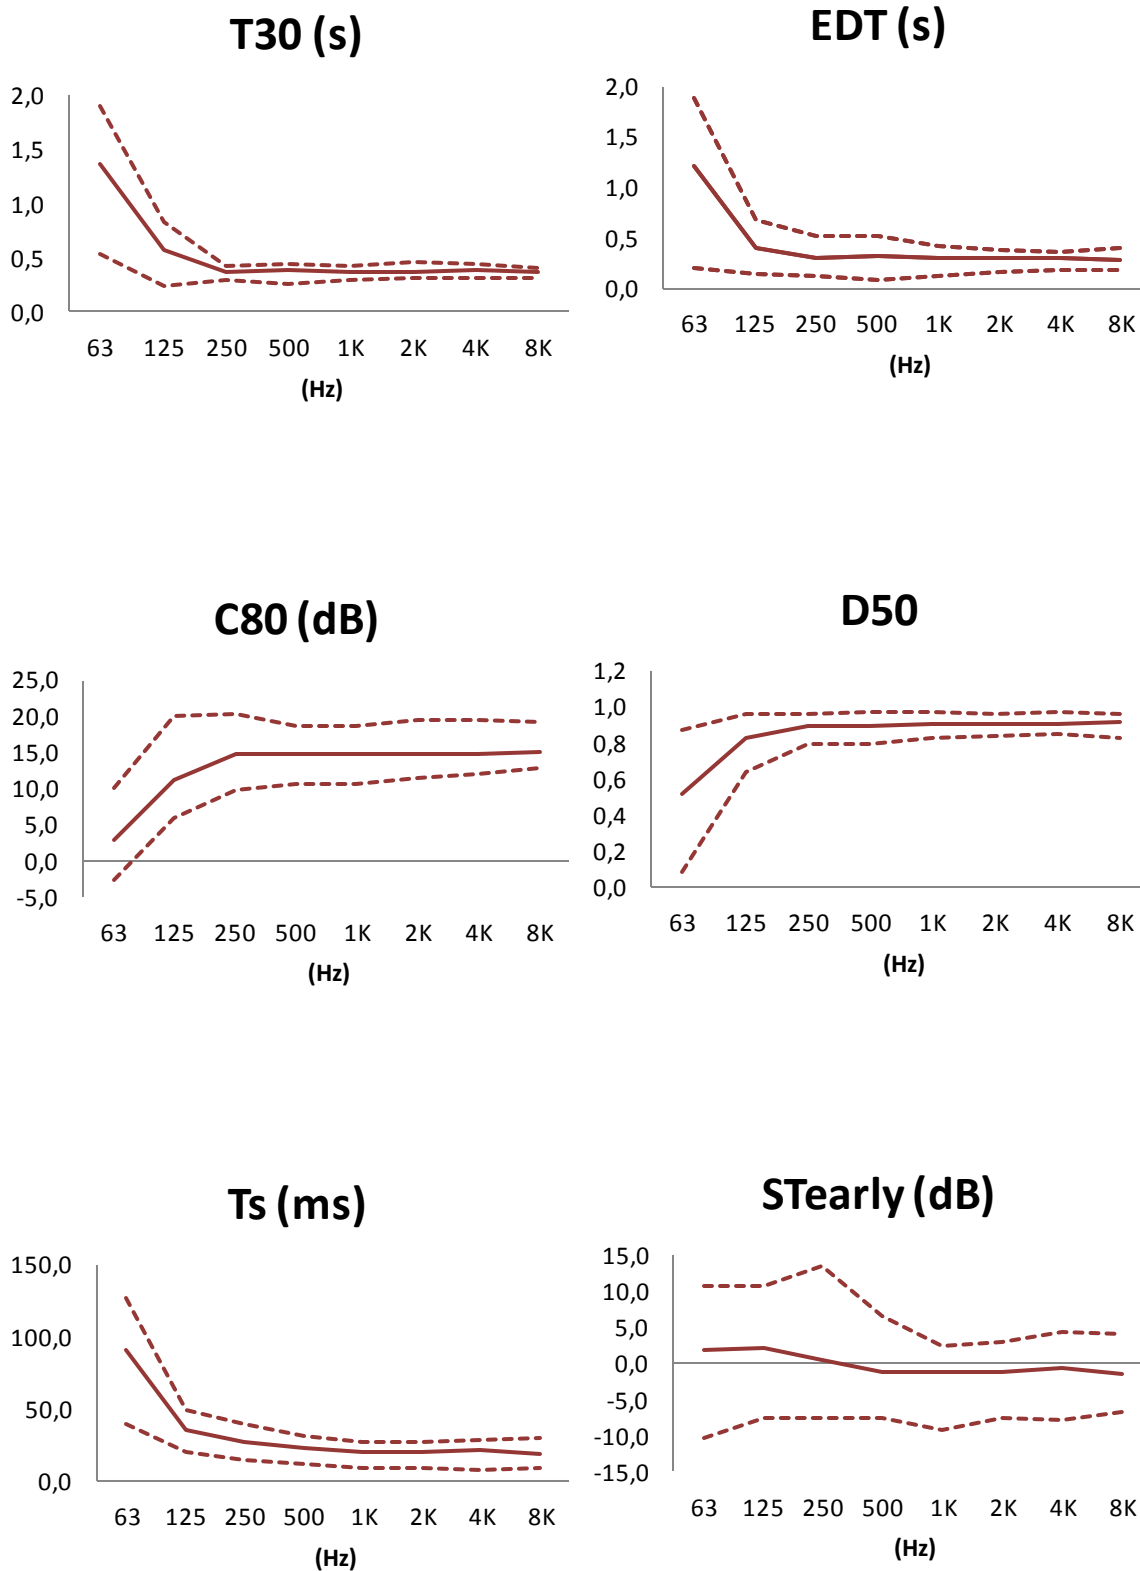 T30 (s)
2,0
1,5
1,0
0,5
0,0
63 125 250 500 1K 2K 4K 8K
(Hz)
EDT (s)
2,0
1,5
1,0
0,5
0,0
63 125 250 500 1K 2K 4K 8K
(Hz)
C80 (dB)
25,0
20,0
15,0
10,0
5,0
0,0
-5,0
63 125 250 500 1K 2K 4K 8K
(Hz)
D50
1,2
1,0
0,8
0,6
0,4
0,2
0,0
63 125 250 500 1K 2K 4K 8K
(Hz)
Ts (ms)
150,0
100,0
50,0
0,0
63 125 250 500 1K 2K 4K 8K
(Hz)
STearly (dB)
15,0
10,0
5,0
0,0
-5,0
-10,0
-15,0
63 125 250 500 1K 2K 4K 8K
(Hz)